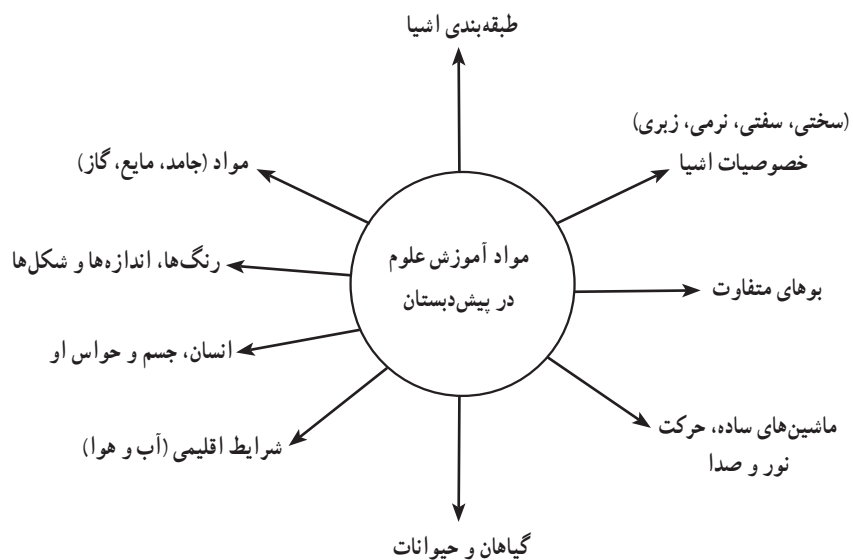 طبقه‌بندی اشیا
(سختی، سفتی، نرمی، زبری)
خصوصیات اشیا
مواد (جامد، مایع، گاز)
مواد آموزش علوم
در پیش‌دبستان
رنگ‌ها، اندازه‌ها و شکل‌ها
بوهای متفاوت
انسان، جسم و حواس او
ماشین‌های ساده، حرکت
نور و صدا
شرایط اقلیمی (آب و هوا)
گیاهان و حیوانات